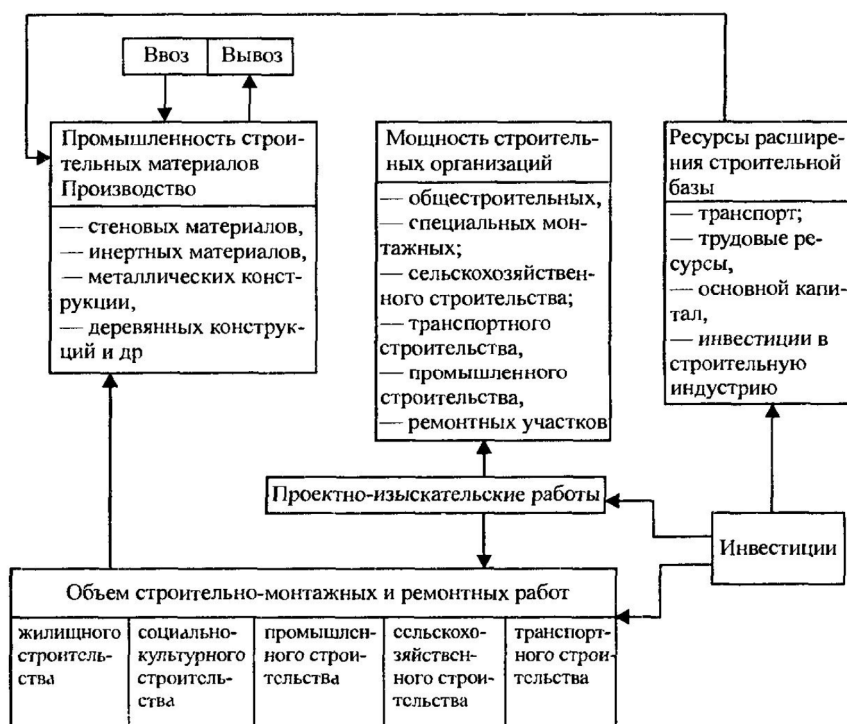 Ввоз Вывоз
Промышленность строи-
тельных материалов
Производство
— стеновых материалов,
— инертных материалов,
— металлических конст-
рукции,
— деревянных конструк-
ций и др
Мощность строитель-
ных организаций
— общестроительных,
— специальных мон-
тажных;
— сельскохозяйствен-
ного строительства;
— транспортного
строительства,
— промышленного
строительства,
— ремонтных участков
Ресурсы расшире-
ния строительной
базы
— транспорт;
— трудовые ре-
сурсы,
— основной капи-
тал,
— инвестиции в
строительную
индустрию
Проектно-изыскательские работы
Инвестиции
Объем строительно-монтажных и ремонтных работ
жилищного
строитель-
ства
социально-
культурного
строитель-
ства
промышлен-
ного строи-
тельства
сельскохо-
зяйствен-
ного строи-
тельства
транспорт-
ного строи-
тельства